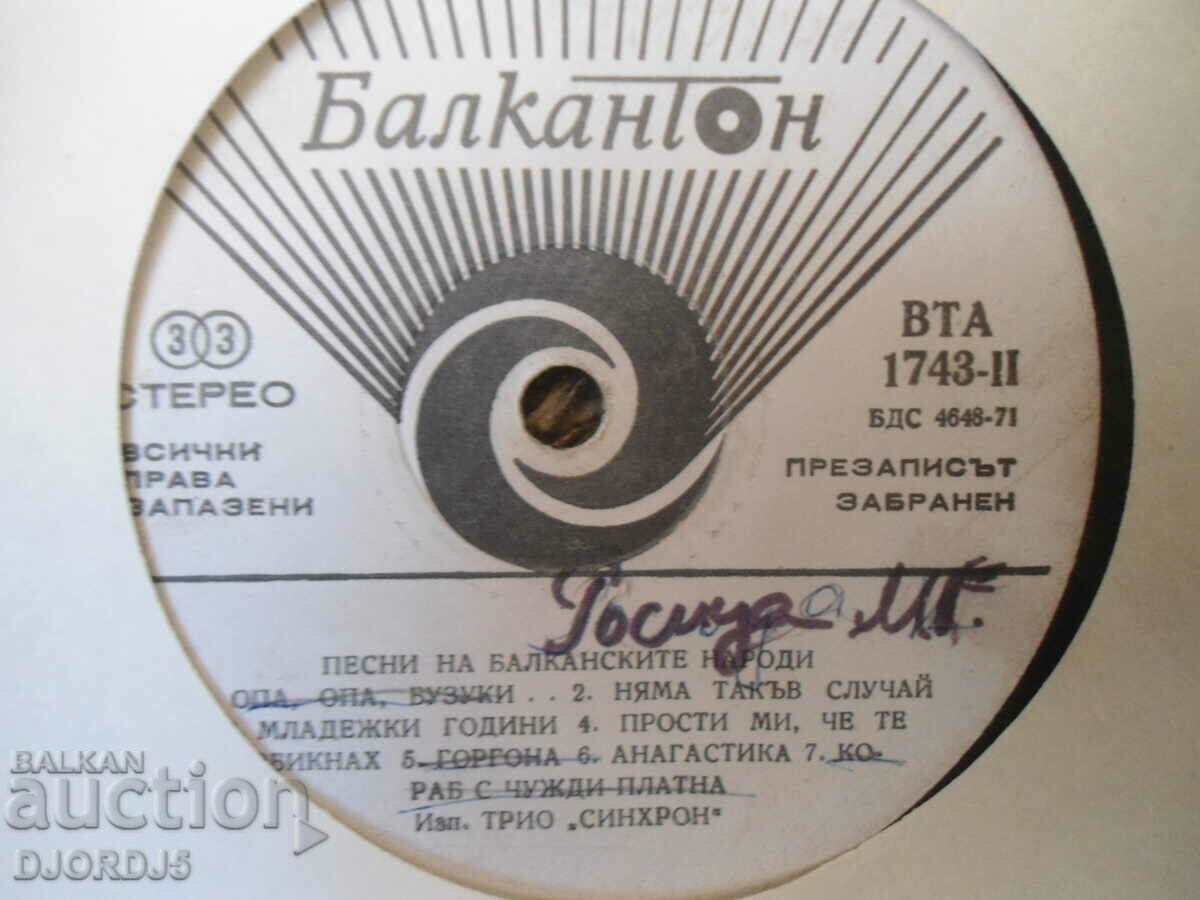 Балкантон
33
СТЕРЕО
ВСИЧКИ
ПРАВА
ЗАПАЗЕНИ
ВТА
1743-II
БДС 4648-71
ПРЕЗАПИСЪТ
ЗАБРАНЕН
М.Г.
ПЕСНИ НА БАЛКАНСКИТЕ НАРОДИ
ОПА, ОПА, БУЗУКИ . . 2. НЯМА ТАКЪВ СЛУЧАЙ
МЛАДЕЖКИ ГОДИНИ 4. ПРОСТИ МИ, ЧЕ ТЕ
БИКНАХ 5. ГОРГОНА 6. АНАГАСТИКА 7. КО-
РАБ С ЧУЖДИ ПЛАТНА
Изп. ТРИО „СИНХРОН"
BALKAN
auction
DJORDJ5